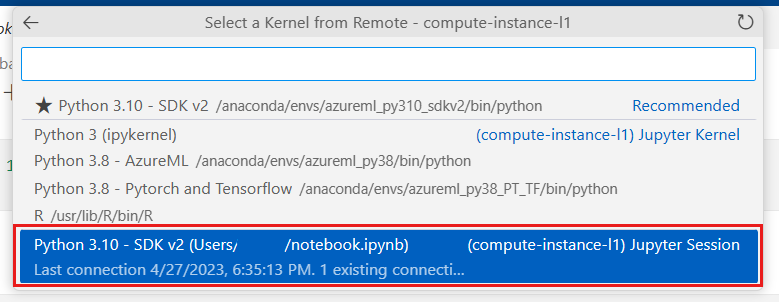 Select a Kernel from Remote - compute-instance-l1
★ Python 3.10 - SDK v2 /anaconda/envs/azureml_py310_sdkv2/bin/python Recommended
Python 3 (ipykernel) (compute-instance-l1) Jupyter Kernel
Python 3.8 - AzureML /anaconda/envs/azureml_py38/bin/python
Python 3.8 - Pytorch and Tensorflow /anaconda/envs/azureml_py38_PT_TF/bin/python
R /usr/lib/R/bin/R
Python 3.10 - SDK v2 (Users/ /notebook.ipynb) (compute-instance-l1) Jupyter Session
Last connection 4/27/2023, 6:35:13 PM. 1 existing connecti...